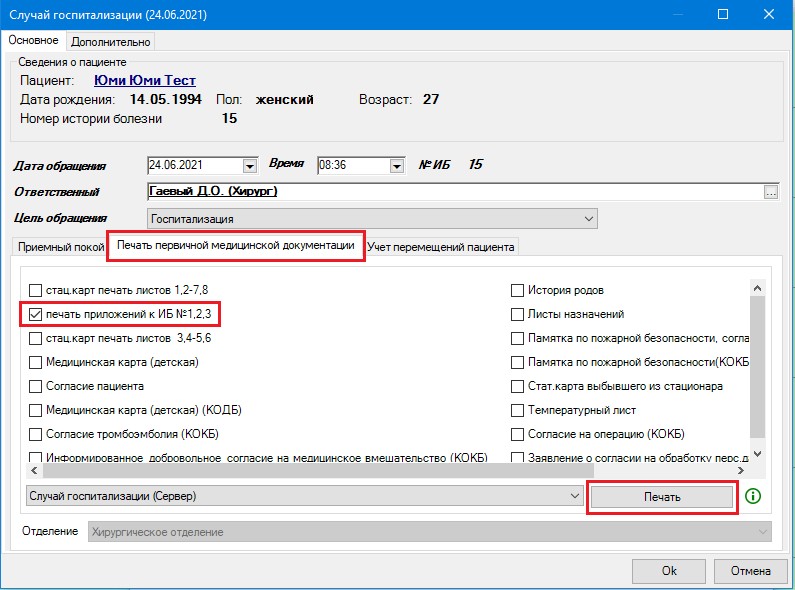 Случай госпитализации (24.06.2021)
Основное Дополнительно
Сведения о пациенте
Пациент: Юми Юми Тест
Дата рождения: 14.05.1994 Пол: женский Возраст: 27
Номер истории болезни 15
Дата обращения 24.06.2021 Время 08:36 № ИБ 15
Ответственный Гаевый Д.О. (Хирург) ...
Цель обращения Госпитализация
Приемный покой Печать первичной медицинской документации Учет перемещений пациента
стац.карт печать листов 1,2-7,8 История родов
печать приложений к ИБ №1,2,3 Листы назначений
стац.карт печать листов 3,4-5,6 Памятка по пожарной безопасности, согла
Медицинская карта (детская) Памятка по пожарной безопасности(КОКБ
Согласие пациента Стат.карта выбывшего из стационара
Медицинская карта (детская) (КОДБ) Температурный лист
Согласие тромбоэмболия (КОКБ) Согласие на операцию (КОКБ)
Информированное добровольное согласие на медицинское вмешательство (КОКБ) Заявление о согласии на обработку перс.д
Случай госпитализации (Сервер) Печать
Отделение Хирургическое отделение
Ok Отмена